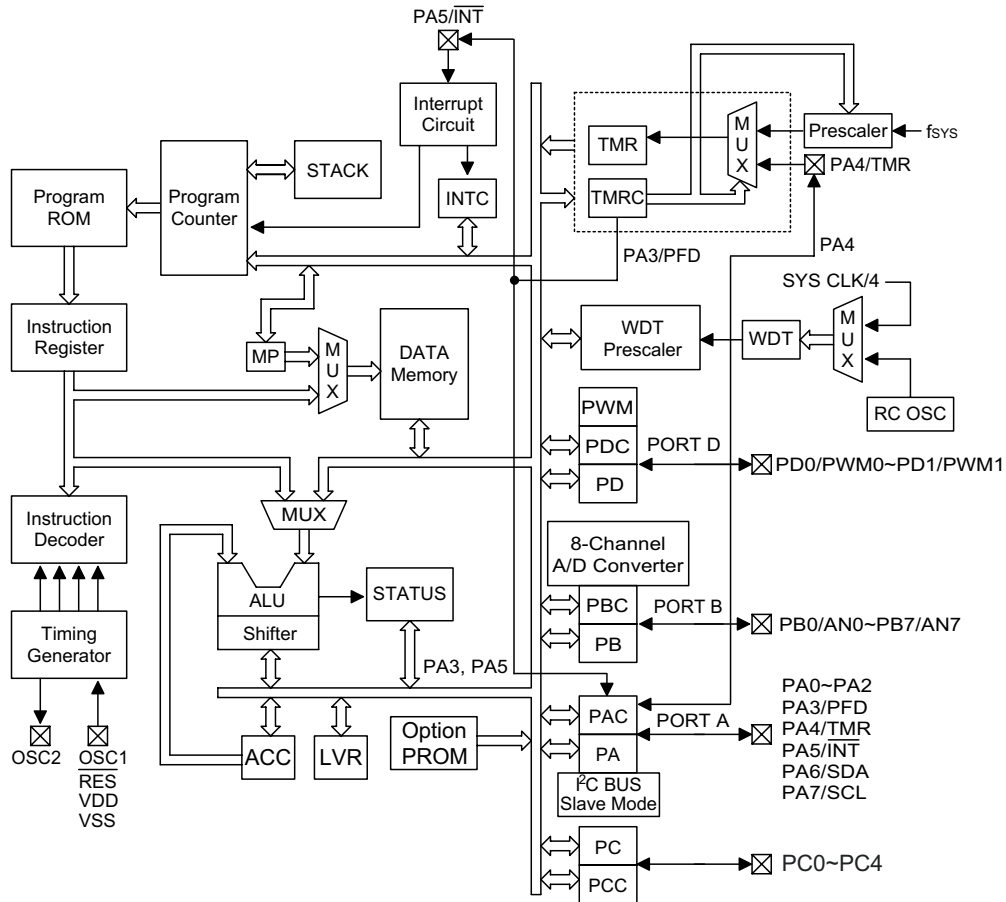 PA5/INT
Interrupt
Circuit
INTC
STACK
Program
Counter
Program
ROM
Instruction
Register
MP
M
U
X
DATA
Memory
Instruction
Decoder
Timing
Generator
OSC2
OSC1
RES
VDD
VSS
MUX
ALU
Shifter
STATUS
PA3, PA5
ACC
LVR
Option
PROM
TMR
TMRC
M
U
X
Prescaler
fSYS
PA4/TMR
PA3/PFD
PA4
SYS CLK/4
WDT
Prescaler
WDT
M
U
X
RC OSC
PWM
PDC
PD
PORT D
PD0/PWM0~PD1/PWM1
8-Channel
A/D Converter
PBC
PB
PORT B
PB0/AN0~PB7/AN7
PAC
PA
PORT A
I²C BUS
Slave Mode
PA0~PA2
PA3/PFD
PA4/TMR
PA5/INT
PA6/SDA
PA7/SCL
PC
PCC
PC0~PC4